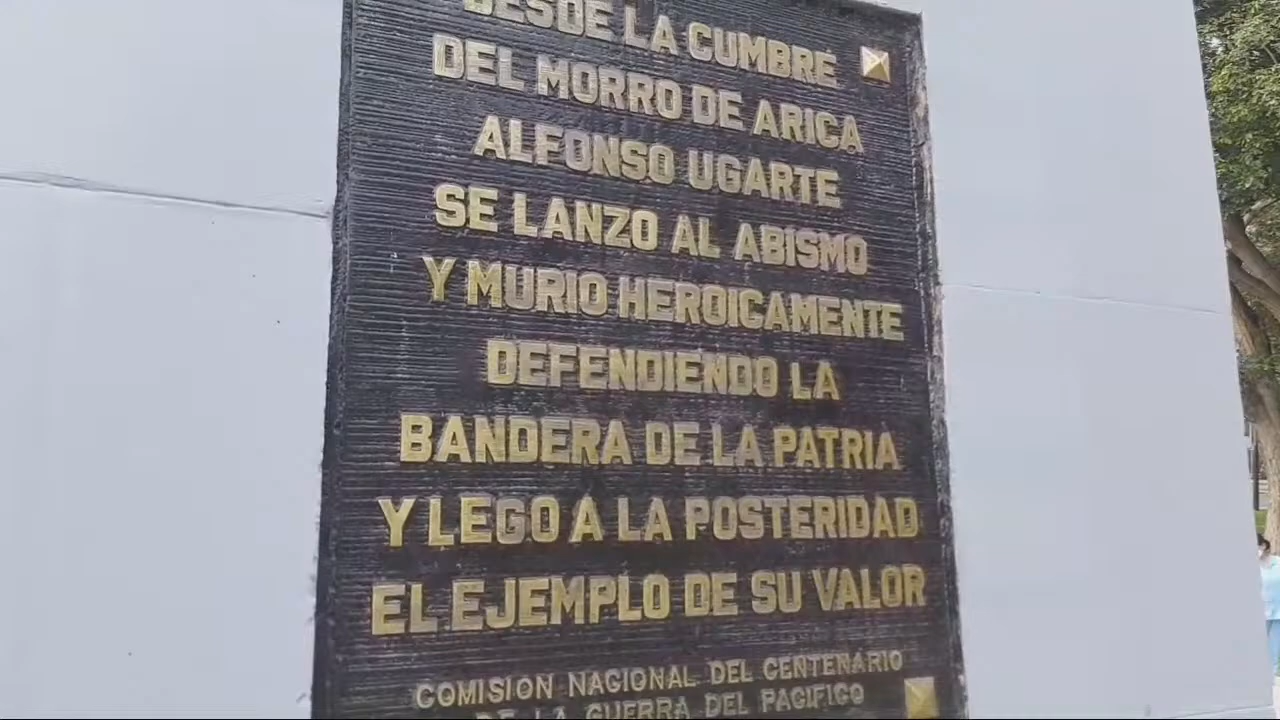 DESDE LA CUMBRE
DEL MORRO DE ARICA
ALFONSO UGARTE
SE LANZO AL ABISMO
Y MURIO HEROICAMENTE
DEFENDIENDO LA
BANDERA DE LA PATRIA
Y LEGO A LA POSTERIDAD
EL EJEMPLO DE SU VALOR
COMISION NACIONAL DEL CENTENARIO
DE LA GUERRA DEL PACIFICO